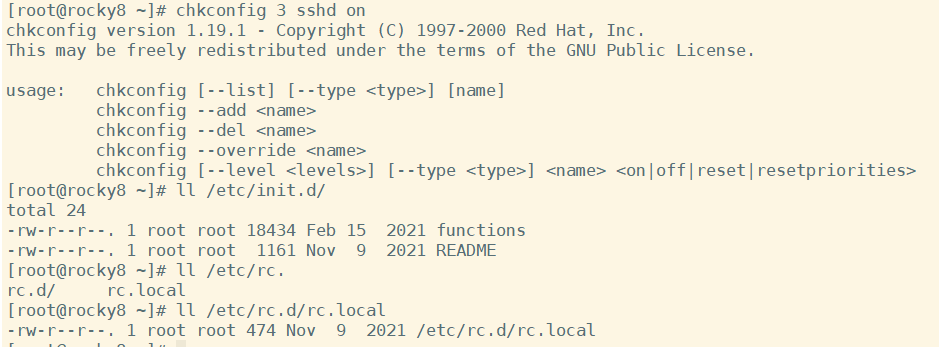 [root@rocky8 ~]# chkconfig 3 sshd on
chkconfig version 1.19.1 - Copyright (C) 1997-2000 Red Hat, Inc.
This may be freely redistributed under the terms of the GNU Public License.

usage:   chkconfig [--list] [--type <type>] [name]
         chkconfig --add <name>
         chkconfig --del <name>
         chkconfig --override <name>
         chkconfig [--level <levels>] [--type <type>] <name> <on|off|reset|resetpriorities>
[root@rocky8 ~]# ll /etc/init.d/
total 24
-rw-r--r--. 1 root root 18434 Feb 15  2021 functions
-rw-r--r--. 1 root root  1161 Nov  9  2021 README
[root@rocky8 ~]# ll /etc/rc.
rc.d/     rc.local
[root@rocky8 ~]# ll /etc/rc.d/rc.local
-rw-r--r--. 1 root root 474 Nov  9  2021 /etc/rc.d/rc.local